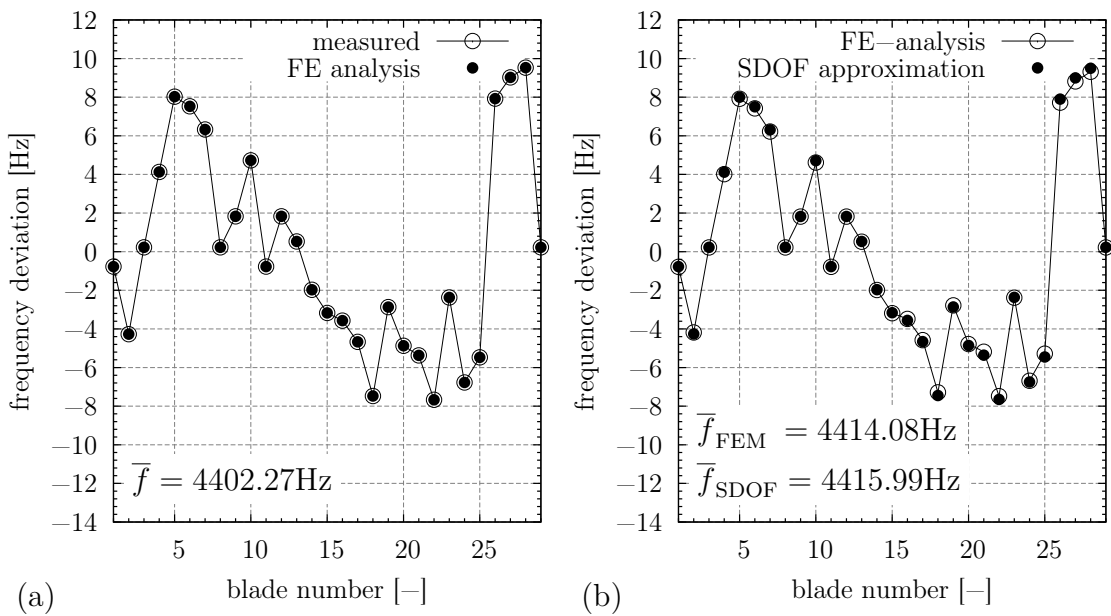 measured
FE analysis
12
10
8
6
4
2
0
−2
−4
−6
−8
−10
−12
−14
frequency deviation [Hz]
f̅ = 4402.27Hz
5 10 15 20 25
blade number [−]
(a)
FE−analysis
SDOF approximation
12
10
8
6
4
2
0
−2
−4
−6
−8
−10
−12
−14
frequency deviation [Hz]
f̅FEM = 4414.08Hz
f̅SDOF = 4415.99Hz
5 10 15 20 25
blade number [−]
(b)